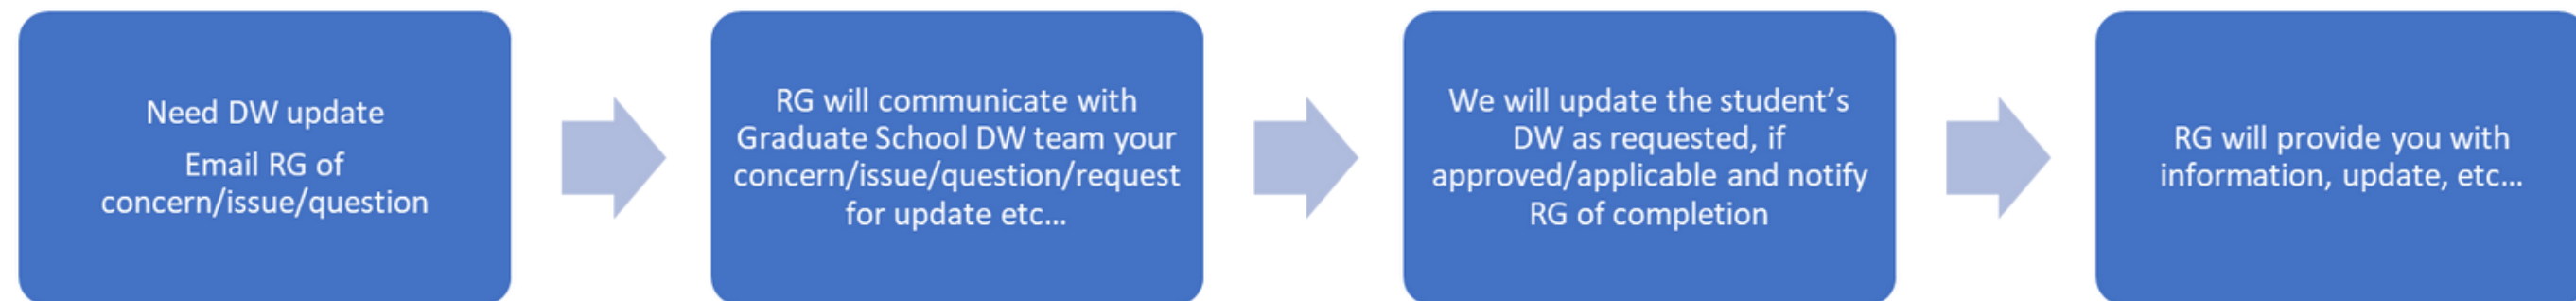 Need DW update
Email RG of
concern/issue/question
RG will communicate with
Graduate School DW team your
concern/issue/question/request
for update etc...
We will update the student’s
DW as requested, if
approved/applicable and notify
RG of completion
RG will provide you with
information, update, etc...